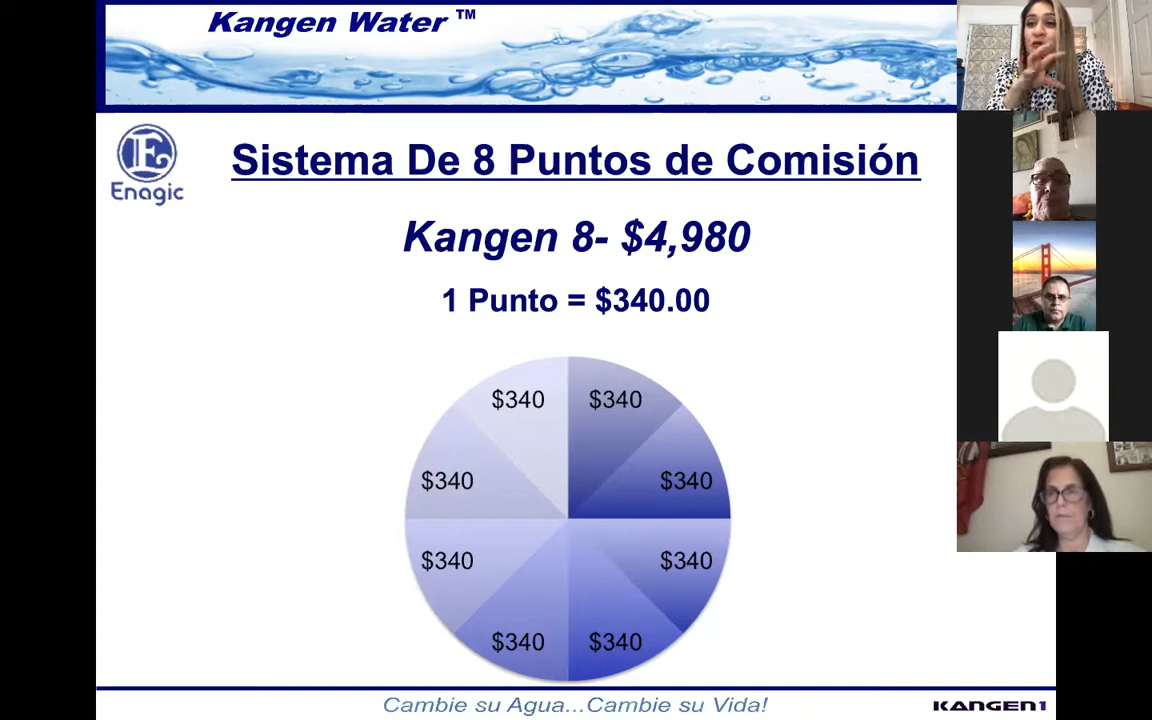 Kangen Water ™
Enagic
Sistema De 8 Puntos de Comisión
Kangen 8- $4,980
1 Punto = $340.00
$340
$340
$340
$340
$340
$340
$340
$340
Cambie su Agua...Cambie su Vida!
KANGEN1